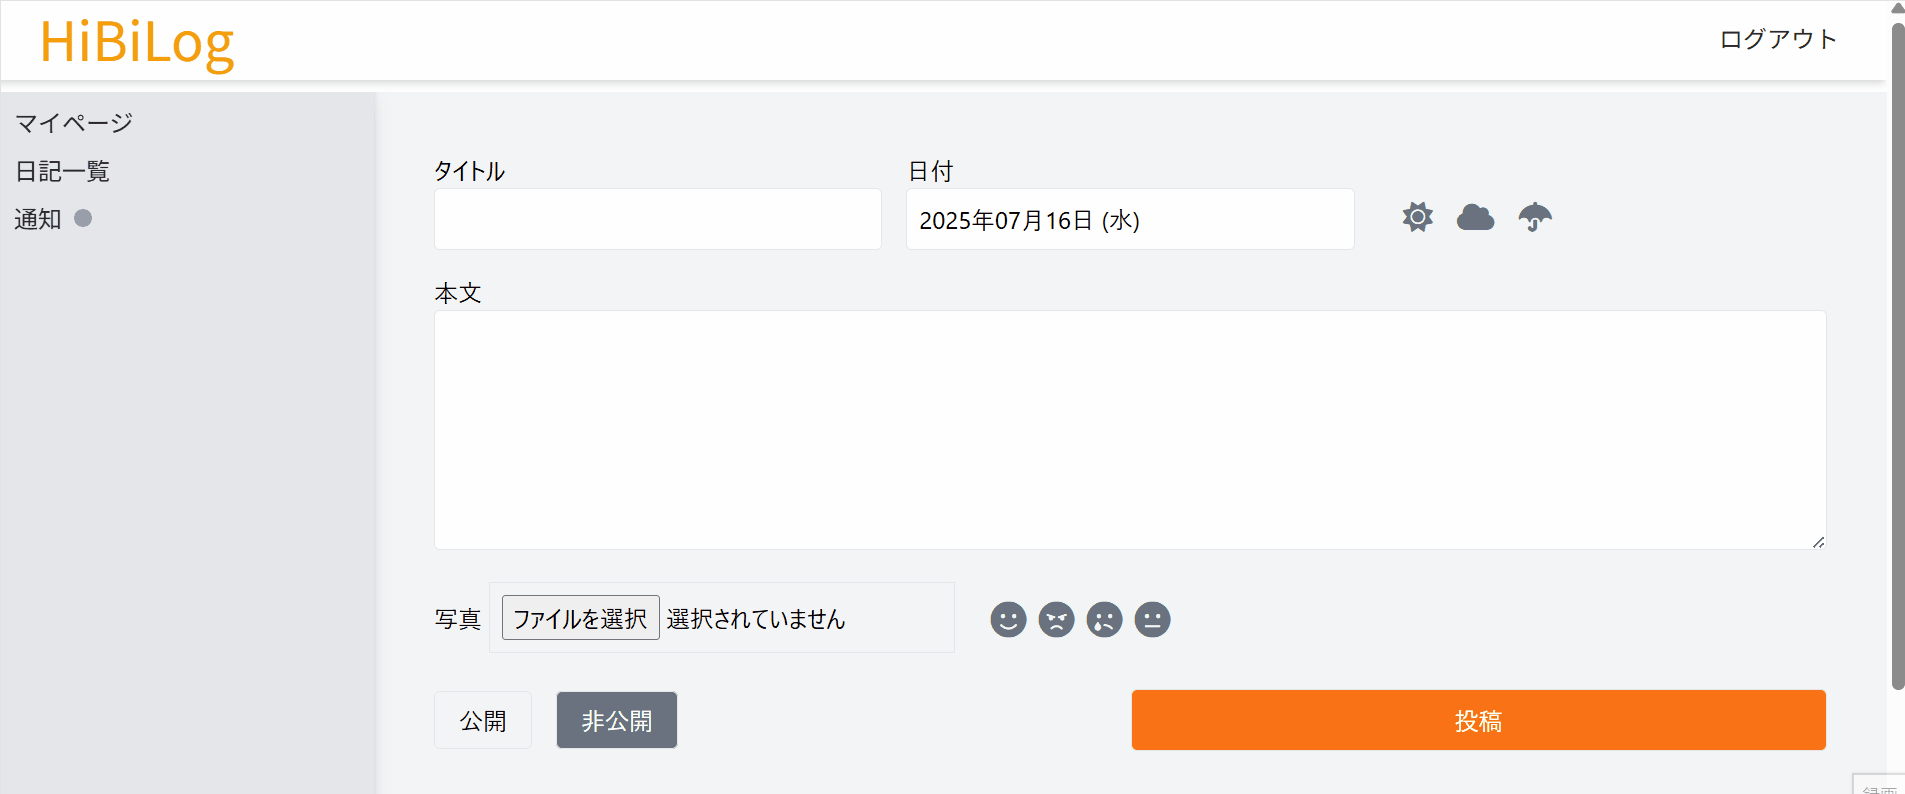 HiBiLog
ログアウト
マイページ
日記一覧
通知
タイトル
日付
2025年07月16日 (水)
本文
写真 ファイルを選択 選択されていません
公開
非公開
投稿